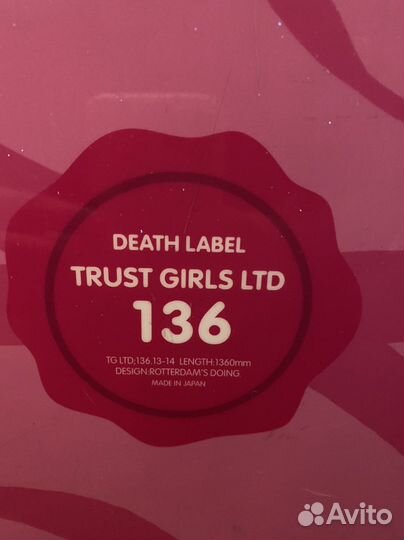 DEATH LABEL
TRUST GIRLS LTD
136
TG LTD;136.13-14 LENGTH:1360mm
DESIGN:ROTTERDAM'S DOING
MADE IN JAPAN
Avito